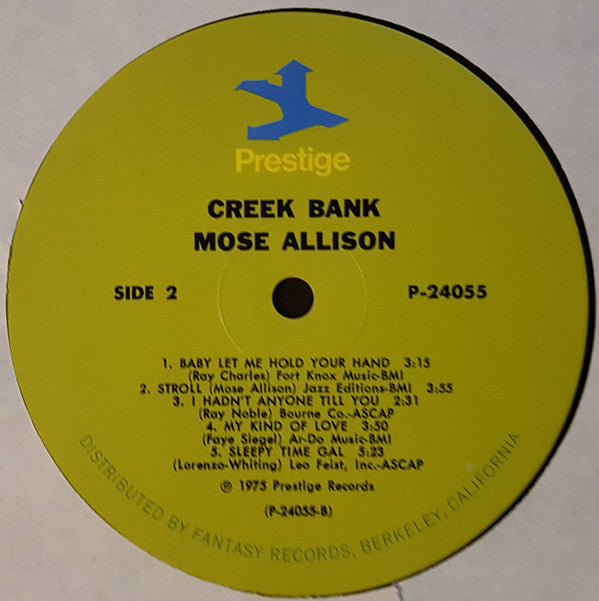 Prestige
CREEK BANK
MOSE ALLISON
SIDE 2
P-24055
1. BABY LET ME HOLD YOUR HAND 3:15
(Ray Charles) Fort Knox Music-BMI
2. STROLL (Mose Allison) Jazz Editions-BMI 3:55
3. I HADN'T ANYONE TILL YOU 2:31
(Ray Noble) Bourne Co.-ASCAP
4. MY KIND OF LOVE 3:50
(Faye Siegel) Ar-Do Music-BMI
5. SLEEPY TIME GAL 5:23
(Lorenzo-Whiting) Leo Feist, Inc.-ASCAP
℗ 1975 Prestige Records
(P-24055-B)
DISTRIBUTED BY FANTASY RECORDS, BERKELEY, CALIFORNIA